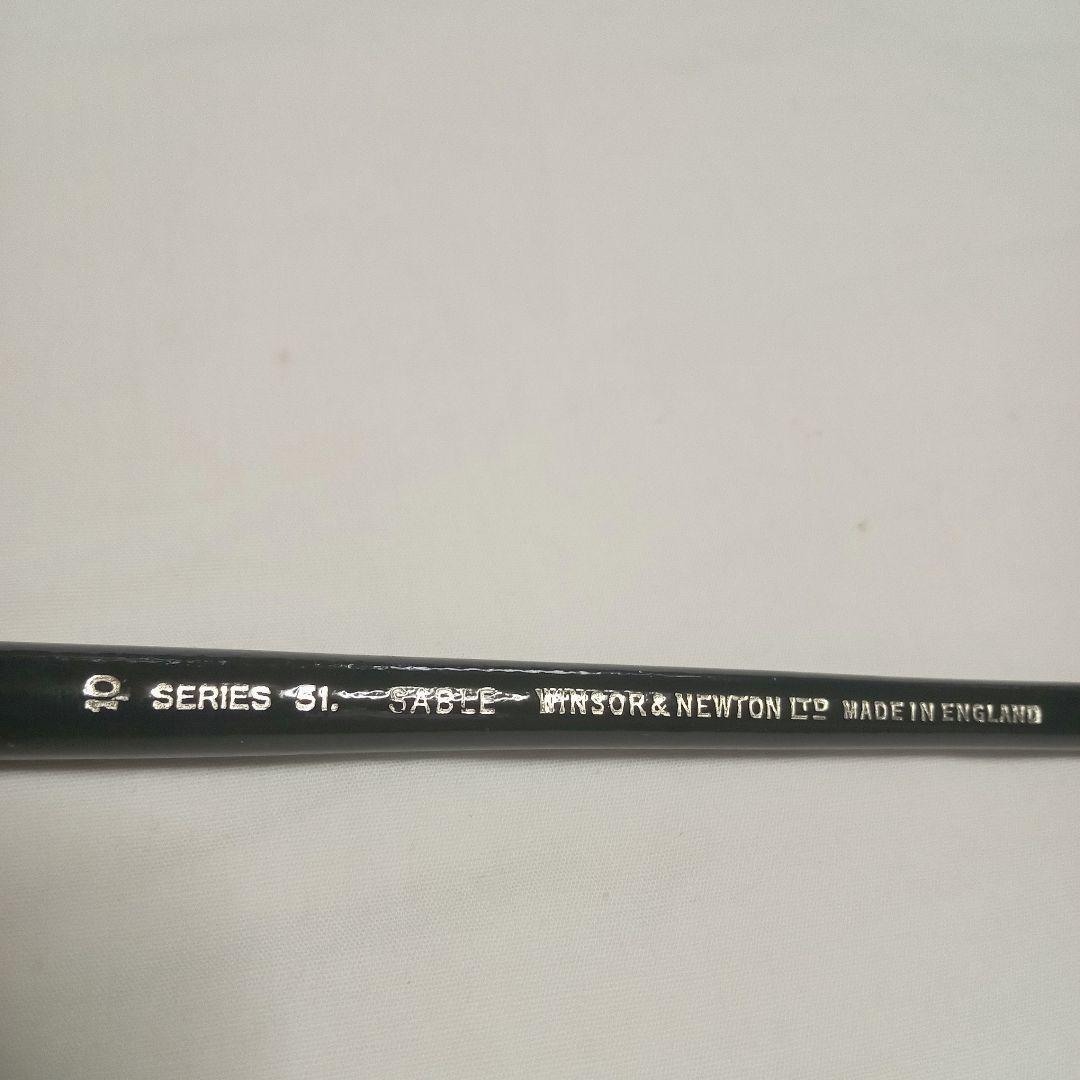 10 SERIES 51. SABLE WINSOR & NEWTON LTD MADE IN ENGLAND